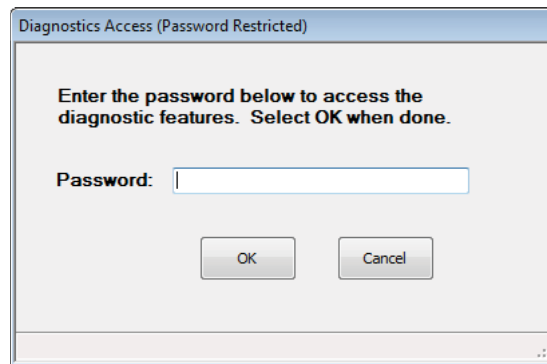 Diagnostics Access (Password Restricted)
Enter the password below to access the
diagnostic features.  Select OK when done.
Password:
OK
Cancel